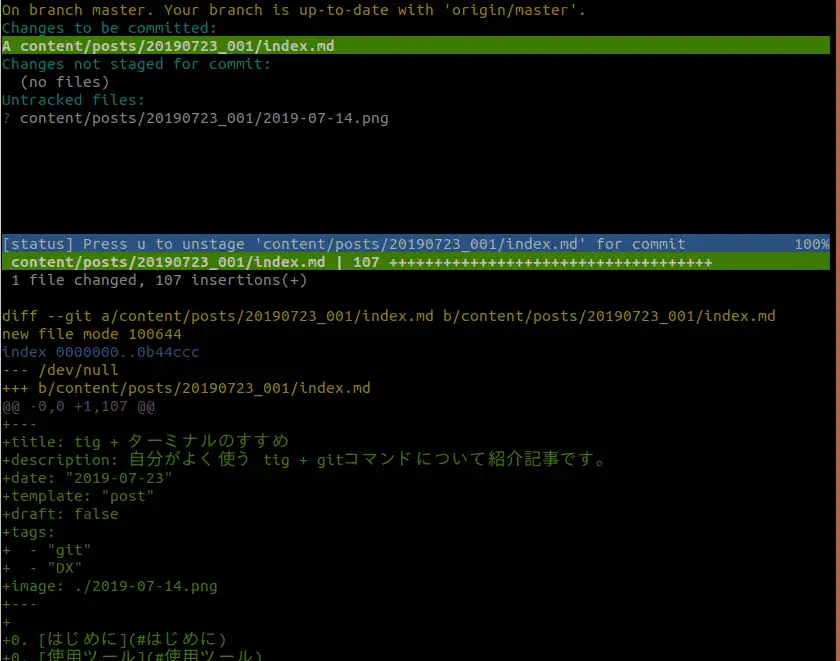 On branch master. Your branch is up-to-date with 'origin/master'.
Changes to be committed:
A content/posts/20190723_001/index.md
Changes not staged for commit:
  (no files)
Untracked files:
? content/posts/20190723_001/2019-07-14.png
[status] Press u to unstage 'content/posts/20190723_001/index.md' for commit 100%
 content/posts/20190723_001/index.md | 107 ++++++++++++++++++++++++++++++++++++
 1 file changed, 107 insertions(+)
diff --git a/content/posts/20190723_001/index.md b/content/posts/20190723_001/index.md
new file mode 100644
index 0000000..0b44ccc
--- /dev/null
+++ b/content/posts/20190723_001/index.md
@@ -0,0 +1,107 @@
+---
+title: tig + ターミナルのすすめ
+description: 自分がよく使う tig + gitコマンドについて紹介記事です。
+date: "2019-07-23"
+template: "post"
+draft: false
+tags:
+  - "git"
+  - "DX"
+image: ./2019-07-14.png
+---
+
+0. [はじめに](#はじめに)
+0. [使用ツール](#使用ツール)